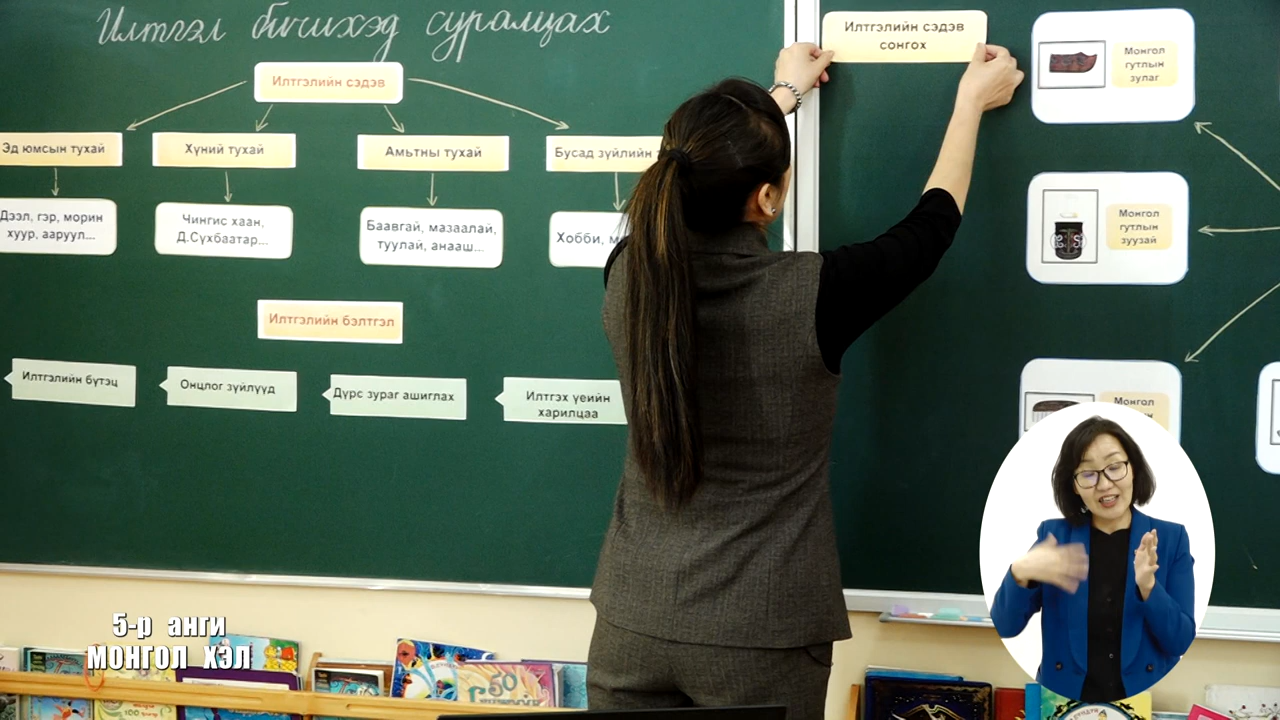 Илтгэл бичихэд суралцах
Илтгэлийн сэдэв
Эд юмсын тухай
Хүний тухай
Амьтны тухай
Бусад зүйлийн
Дээл, гэр, морин
хуур, ааруул...
Чингис хаан,
Д.Сүхбаатар...
Баавгай, мазаалай,
туулай, анааш...
Хобби,
Илтгэлийн бэлтгэл
Илтгэлийн бүтэц
Онцлог зүйлүүд
Дүрс зураг ашиглах
Илтгэх үеийн
харилцаа
Илтгэлийн сэдэв
сонгох
Монгол
гутлын
зулаг
Монгол
гутлын
зуузай
Монгол
5-р анги
МОНГОЛ ХЭЛ
50
100